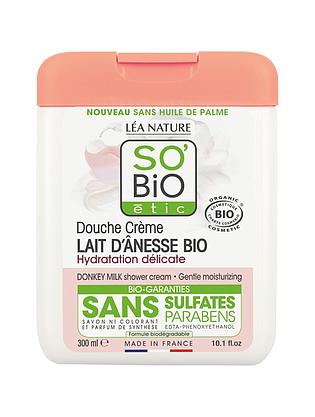 NOUVEAU SANS HUILE DE PALME
LÉA NATURE
SO'
BiO
étic
ORGANIC
COSMETIC
BIO
Douche Crème
LAIT D'ÂNESSE BIO
Hydratation délicate
DONKEY MILK shower cream - Gentle moisturizing
BIO-GARANTIES
SANS SULFATES
PARABENS
SAVON NI COLORANT
ET PARFUM DE SYNTHÈSE
EDTA-PHENOXYETHANOL
Formule biodégradable
300 ml MADE IN FRANCE 10.1 fl.oz